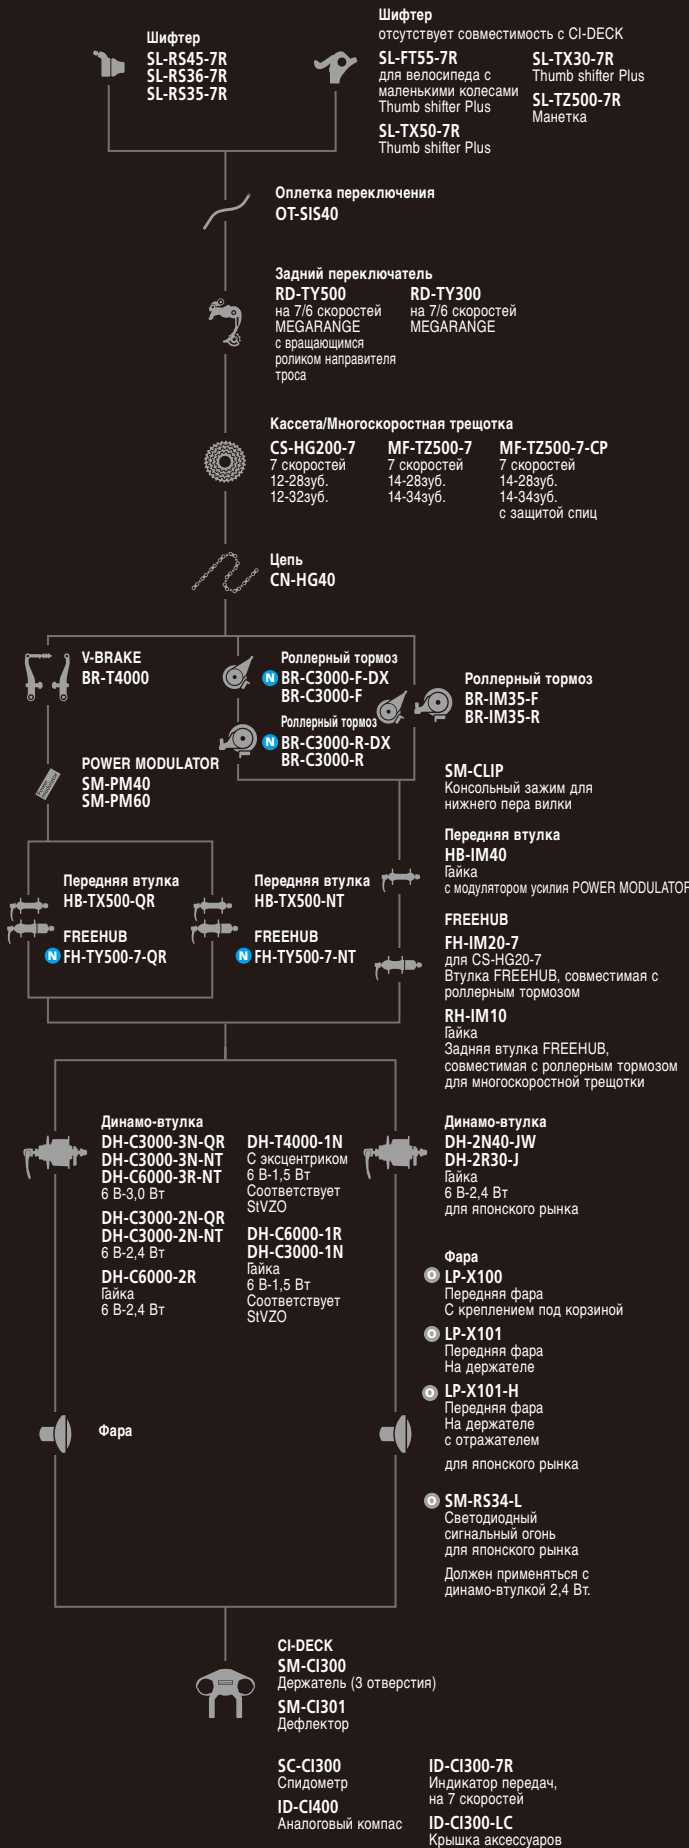 Шифтер
SL-RS45-7R
SL-RS36-7R
SL-RS35-7R
Шифтер
отсутствует совместимость с CI-DECK
SL-FT55-7R
для велосипеда с
маленькими колесами
Thumb shifter Plus
SL-TX50-7R
Thumb shifter Plus
SL-TX30-7R
Thumb shifter Plus
SL-TZ500-7R
Манетка
Оплетка переключения
OT-SIS40
Задний переключатель
RD-TY500
на 7/6 скоростей
MEGARANGE
с вращающимся
роликом направителя
троса
RD-TY300
на 7/6 скоростей
MEGARANGE
Кассета/Многоскоростная трещотка
CS-HG200-7
7 скоростей
12-28зуб.
12-32зуб.
MF-TZ500-7
7 скоростей
14-28зуб.
14-34зуб.
MF-TZ500-7-CP
7 скоростей
14-28зуб.
14-34зуб.
с защитой спиц
Цепь
CN-HG40
V-BRAKE
BR-T4000
Роллерный тормоз
N BR-C3000-F-DX
BR-C3000-F
Роллерный тормоз
N BR-C3000-R-DX
BR-C3000-R
Роллерный тормоз
BR-IM35-F
BR-IM35-R
POWER MODULATOR
SM-PM40
SM-PM60
SM-CLIP
Консольный зажим для
нижнего пера вилки
Передняя втулка
HB-TX500-QR
FREEHUB
N FH-TY500-7-QR
Передняя втулка
HB-TX500-NT
FREEHUB
N FH-TY500-7-NT
Передняя втулка
HB-IM40
Гайка
с модулятором усилия POWER MODULATOR
FREEHUB
FH-IM20-7
для CS-HG20-7
Втулка FREEHUB, совместимая с
роллерным тормозом
RH-IM10
Гайка
Задняя втулка FREEHUB,
совместимая с роллерным тормозом
для многоскоростной трещотки
Динамо-втулка
DH-C3000-3N-QR
DH-C3000-3N-NT
DH-C6000-3R-NT
6 В-3,0 Вт
DH-C3000-2N-QR
DH-C3000-2N-NT
6 В-2,4 Вт
DH-C6000-2R
Гайка
6 В-2,4 Вт
DH-T4000-1N
С эксцентриком
6 В-1,5 Вт
Соответствует
StVZO
DH-C6000-1R
DH-C3000-1N
Гайка
6 В-1,5 Вт
Соответствует
StVZO
Динамо-втулка
DH-2N40-JW
DH-2R30-J
Гайка
6 В-2,4 Вт
для японского рынка
Фара
Фара
O LP-X100
Передняя фара
С креплением под корзиной
O LP-X101
Передняя фара
На держателе
O LP-X101-H
Передняя фара
На держателе
с отражателем
для японского рынка
O SM-RS34-L
Светодиодный
сигнальный огонь
для японского рынка
Должен применяться с
динамо-втулкой 2,4 Вт.
CI-DECK
SM-CI300
Держатель (3 отверстия)
SM-CI301
Дефлектор
SC-CI300
Спидометр
ID-CI400
Аналоговый компас
ID-CI300-7R
Индикатор передач,
на 7 скоростей
ID-CI300-LC
Крышка аксессуаров